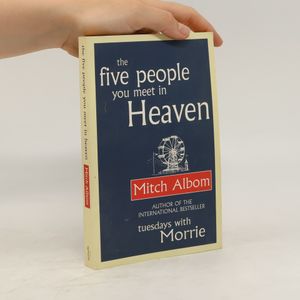 the
five people
you meet in
Heaven
Mitch Albom
AUTHOR OF THE
INTERNATIONAL BESTSELLER
tuesdays with
Morrie
the five people you meet in heaven
Mitch Albom